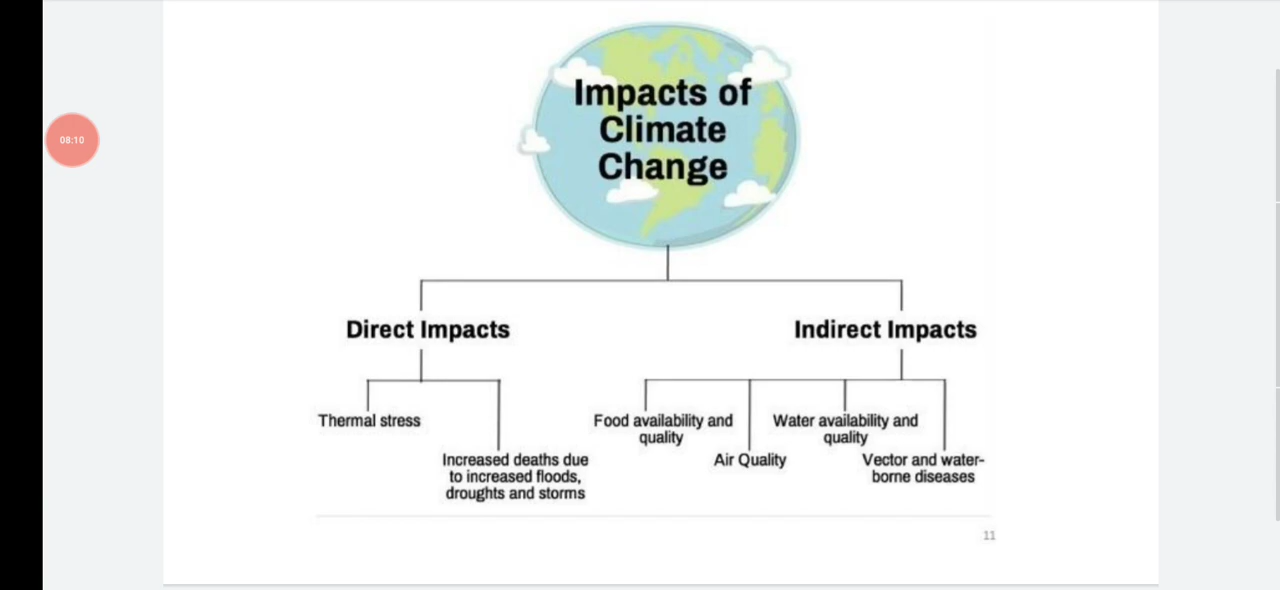 08:10
Impacts of
Climate
Change
Direct Impacts
Indirect Impacts
Thermal stress
Increased deaths due
to increased floods,
droughts and storms
Food availability and
quality
Air Quality
Water availability and
quality
Vector and water-
borne diseases
11